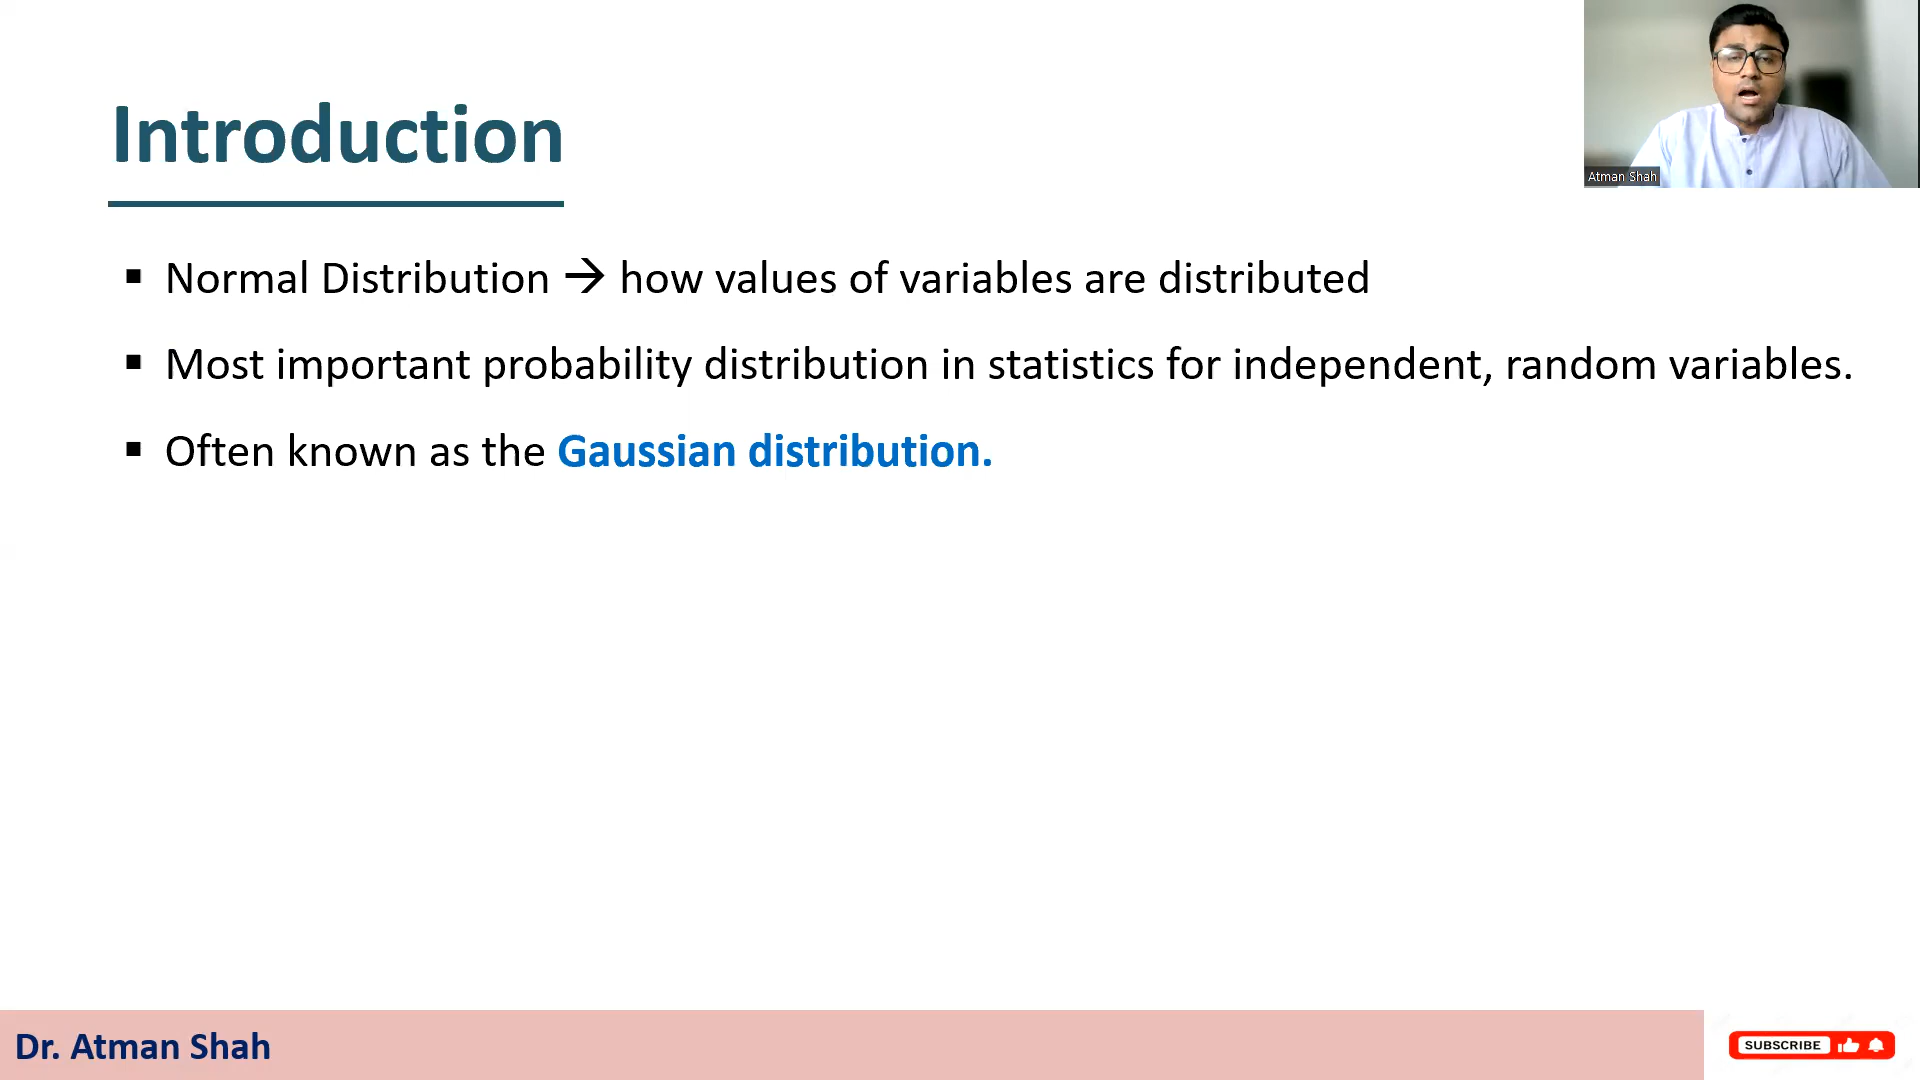 Introduction
Atman Shah
▪ Normal Distribution → how values of variables are distributed
▪ Most important probability distribution in statistics for independent, random variables.
▪ Often known as the Gaussian distribution.
Dr. Atman Shah
SUBSCRIBE